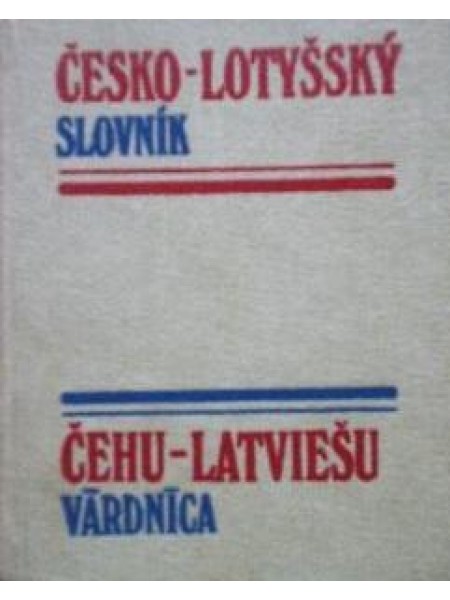 ČESKO-LOTYŠSKÝ
SLOVNÍK
ČEHU-LATVIEŠU
VĀRDNĪCA